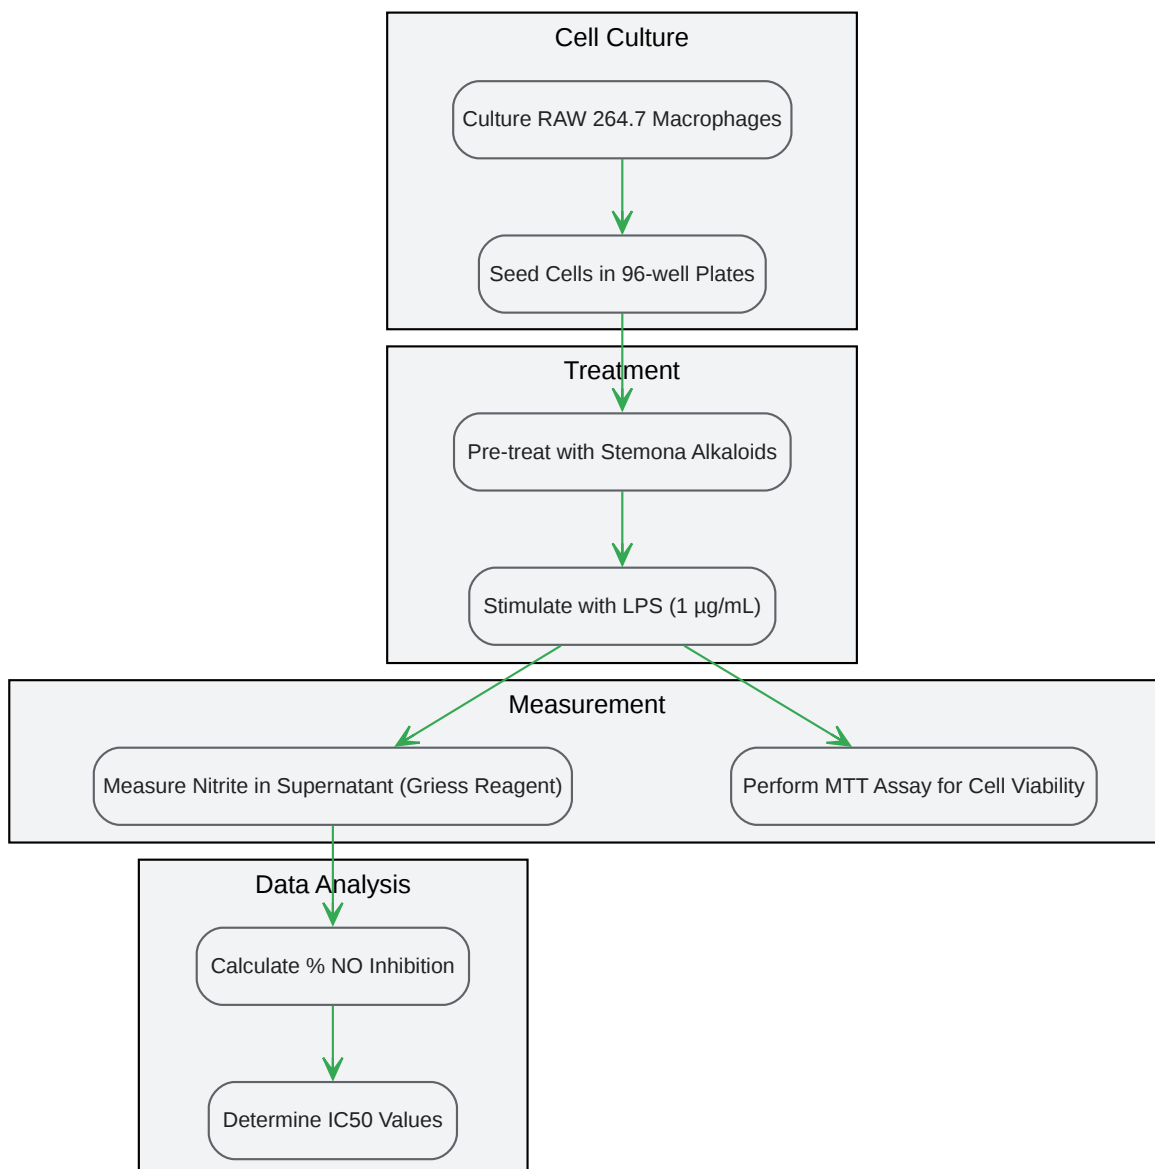 Cell Culture
Culture RAW 264.7 Macrophages
Seed Cells in 96-well Plates
Treatment
Pre-treat with Stemona Alkaloids
Stimulate with LPS (1 µg/mL)
Measurement
Measure Nitrite in Supernatant (Griess Reagent)
Perform MTT Assay for Cell Viability
Data Analysis
Calculate % NO Inhibition
Determine IC50 Values